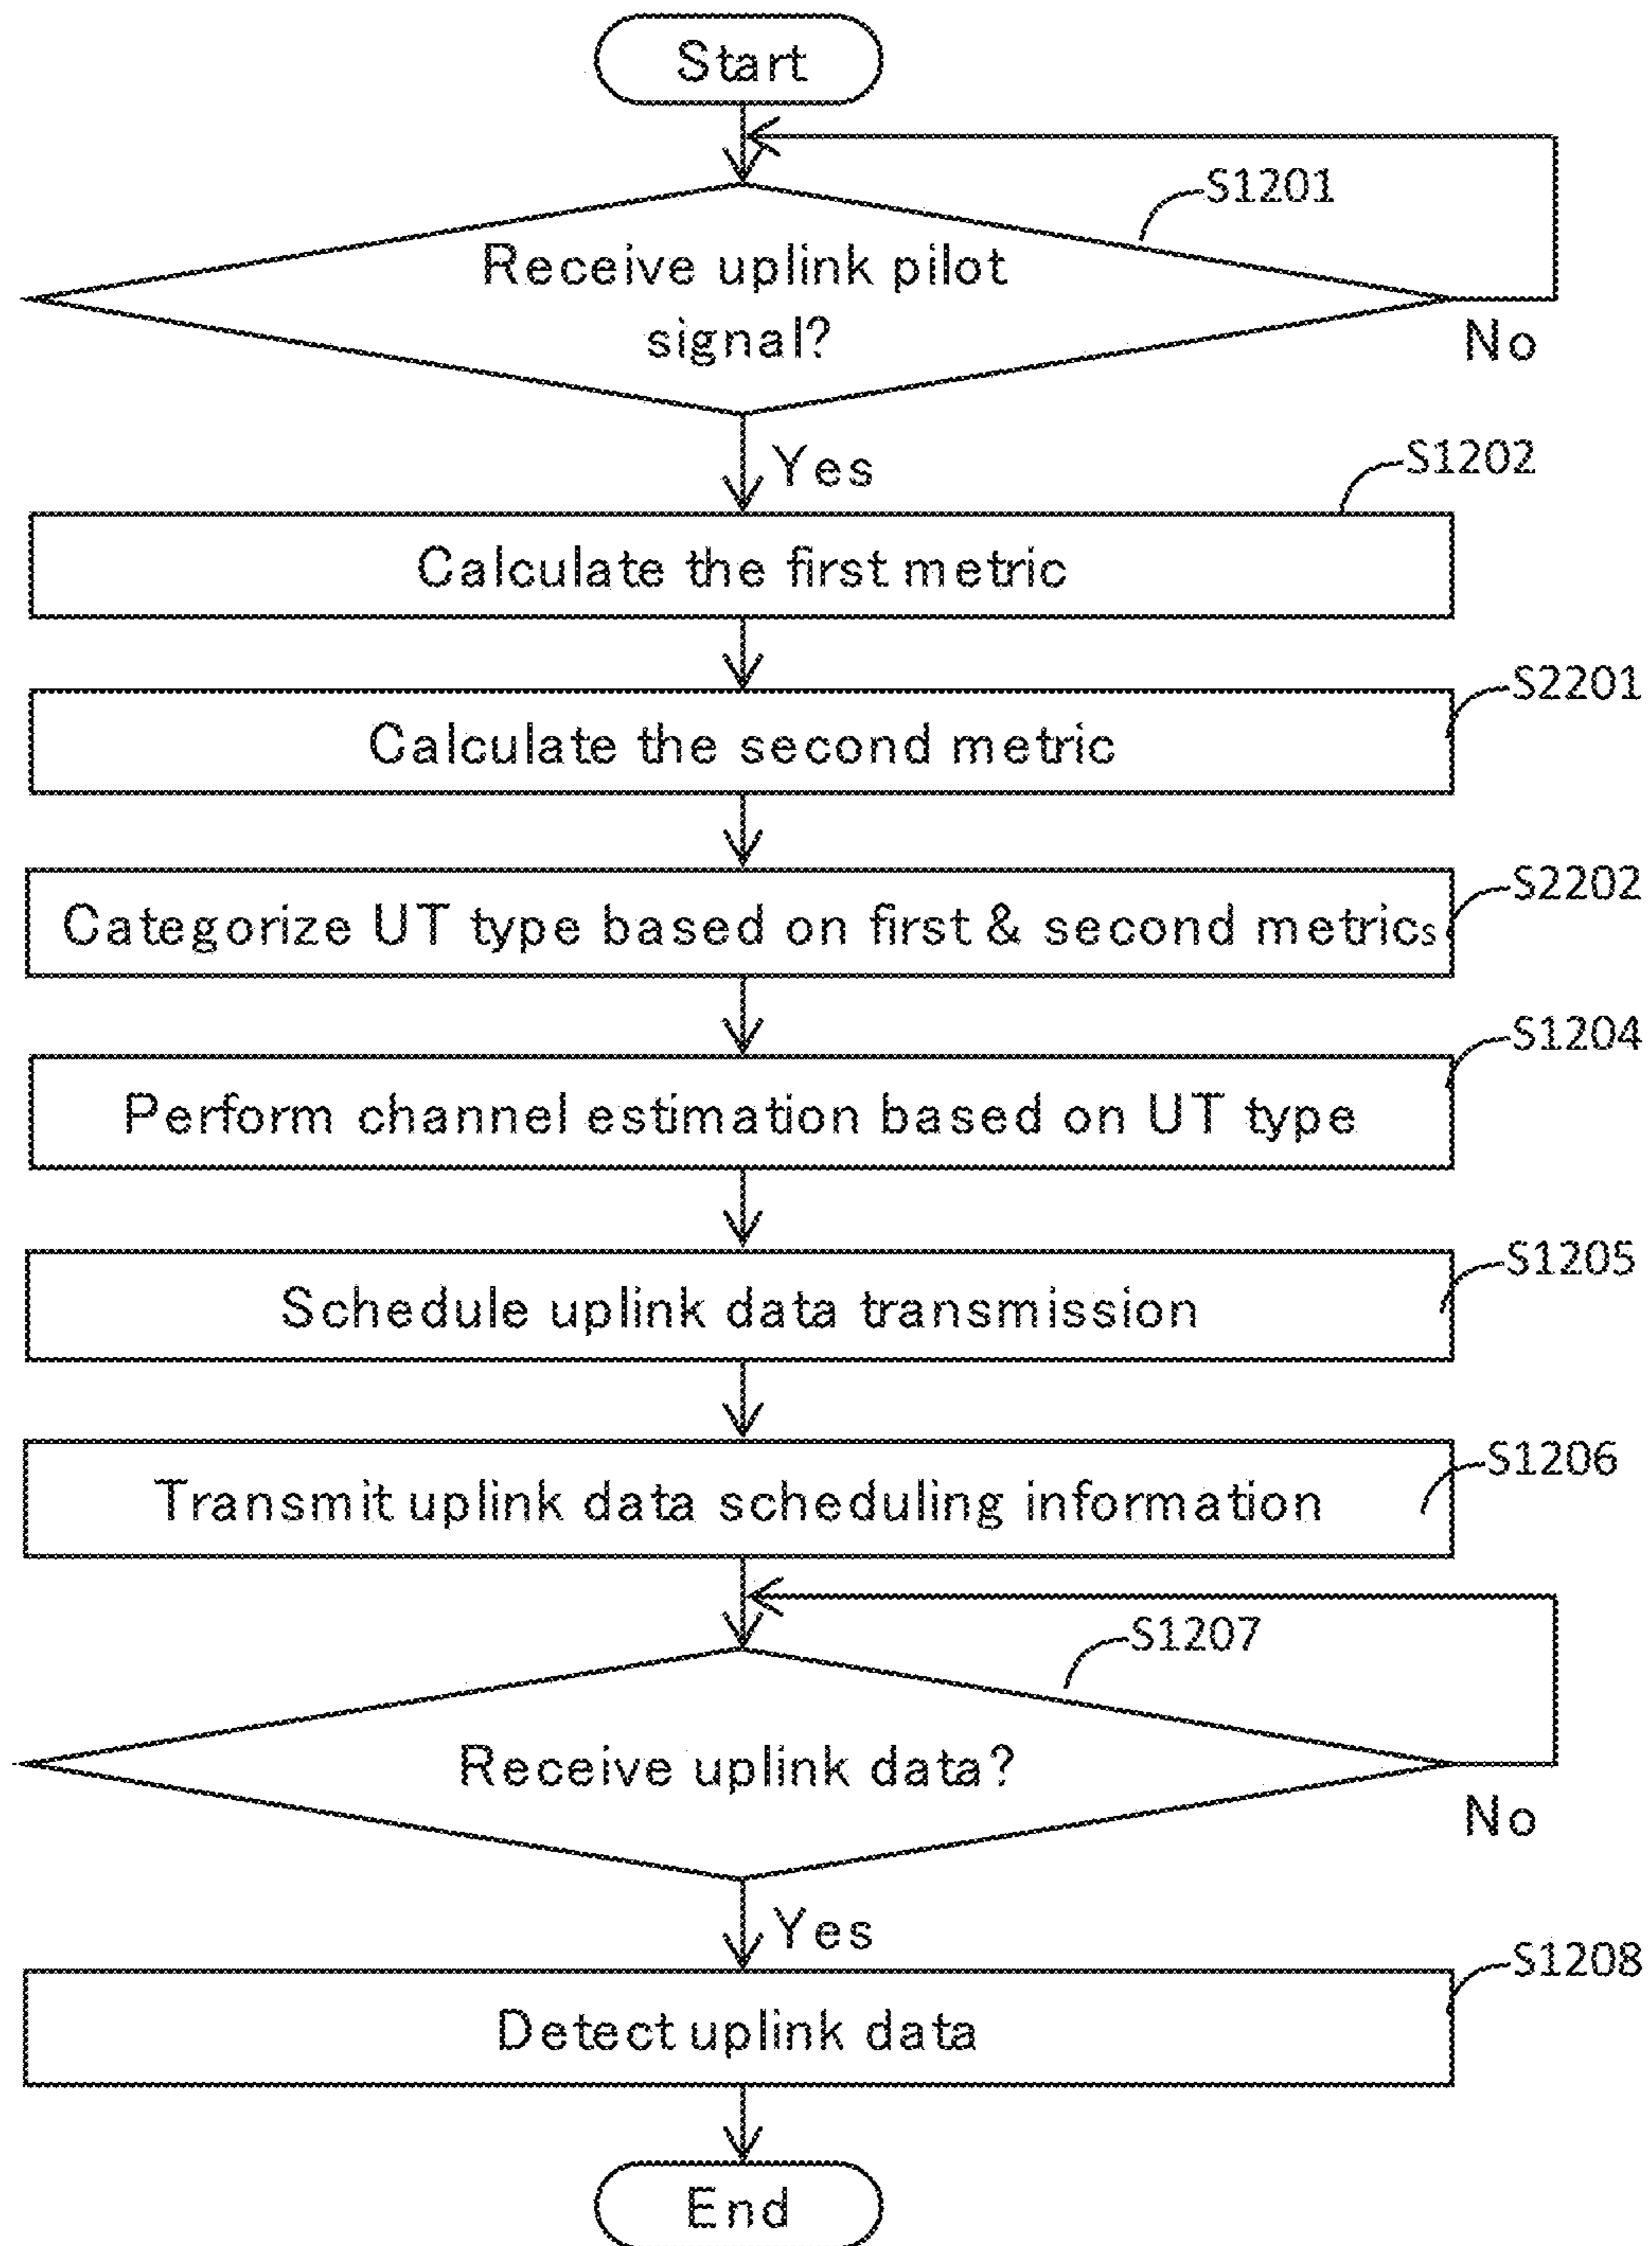 Start
S1201
Receive uplink pilot
signal?
No
Yes
S1202
Calculate the first metric
S2201
Calculate the second metric
S2202
Categorize UT type based on first & second metrics
S1204
Perform channel estimation based on UT type
S1205
Schedule uplink data transmission
S1206
Transmit uplink data scheduling information
S1207
Receive uplink data?
No
Yes
S1208
Detect uplink data
End